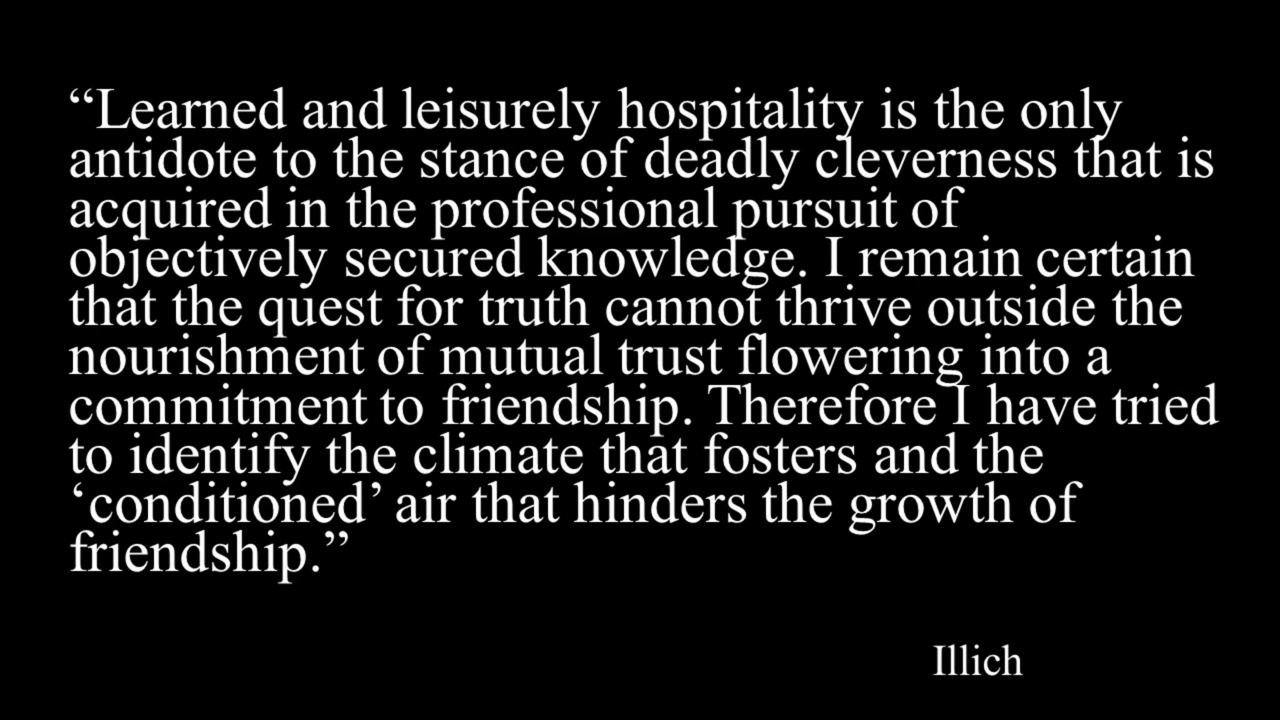 “Learned and leisurely hospitality is the only
antidote to the stance of deadly cleverness that is
acquired in the professional pursuit of
objectively secured knowledge. I remain certain
that the quest for truth cannot thrive outside the
nourishment of mutual trust flowering into a
commitment to friendship. Therefore I have tried
to identify the climate that fosters and the
‘conditioned’ air that hinders the growth of
friendship.”
Illich